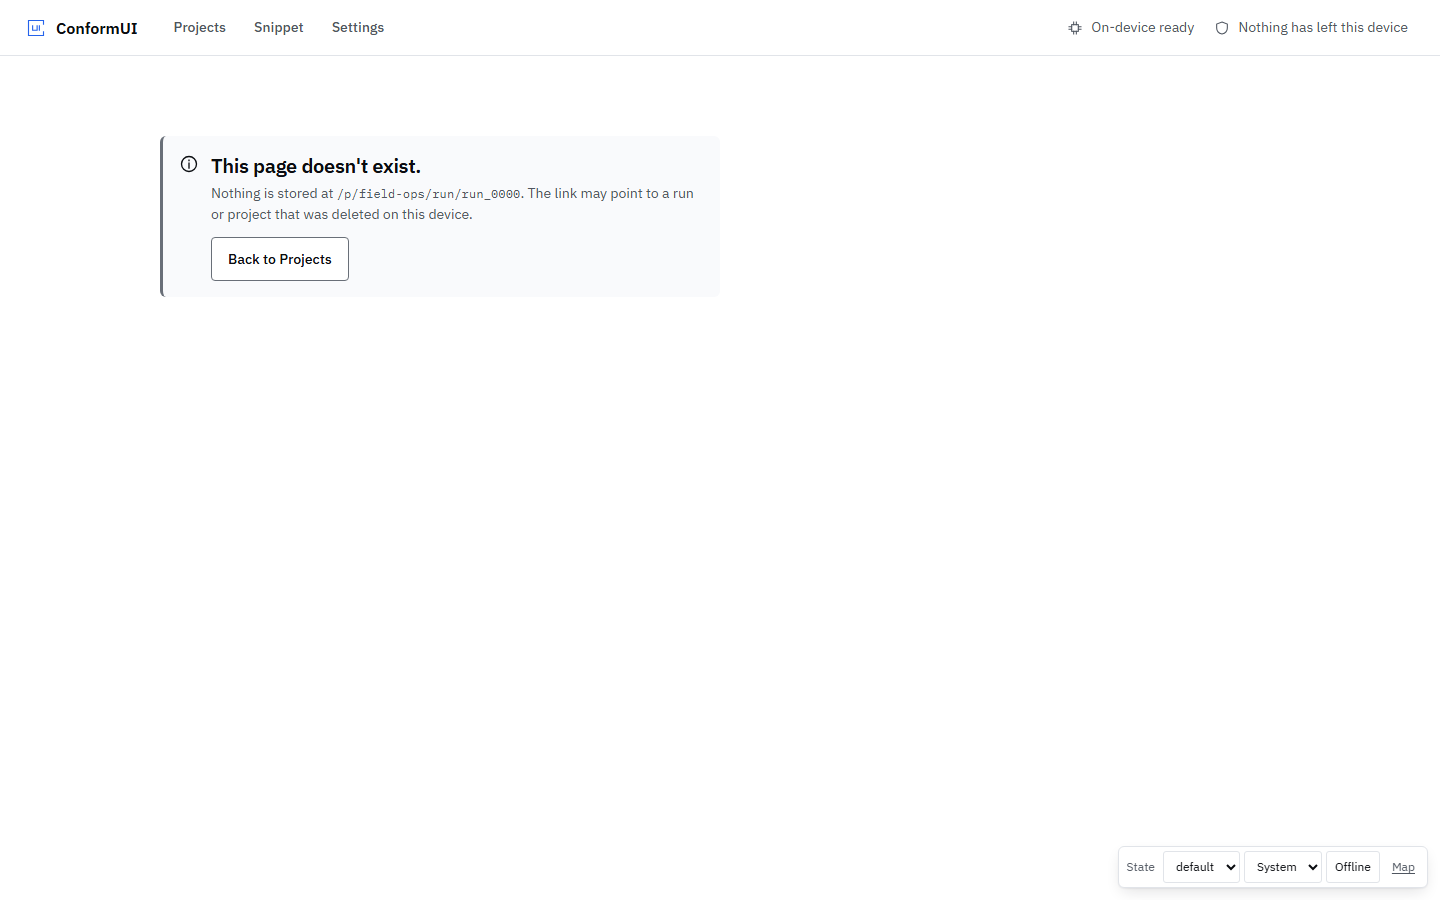 UI ConformUI Projects Snippet Settings On-device ready Nothing has left this device
This page doesn't exist.
Nothing is stored at /p/field-ops/run/run_0000. The link may point to a run
or project that was deleted on this device.
Back to Projects
State default System Offline Map